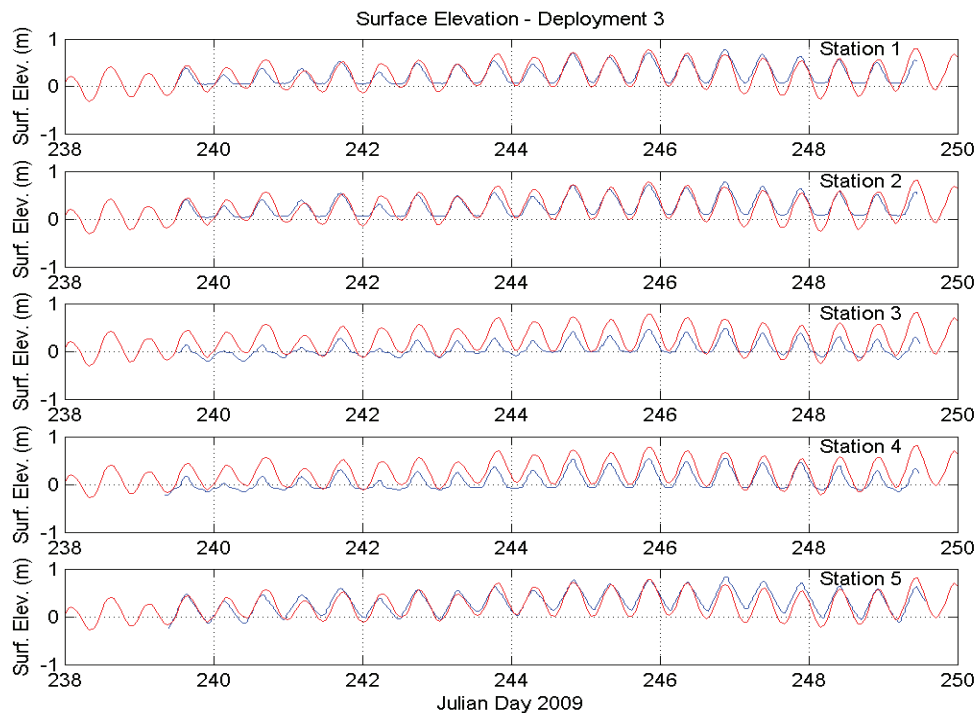 Surface Elevation - Deployment 3
Surf. Elev. (m)
1
0
-1
Station 1
238 240 242 244 246 248 250
Surf. Elev. (m)
1
0
-1
Station 2
238 240 242 244 246 248 250
Surf. Elev. (m)
1
0
-1
Station 3
238 240 242 244 246 248 250
Surf. Elev. (m)
1
0
-1
Station 4
238 240 242 244 246 248 250
Surf. Elev. (m)
1
0
-1
Station 5
238 240 242 244 246 248 250
Julian Day 2009